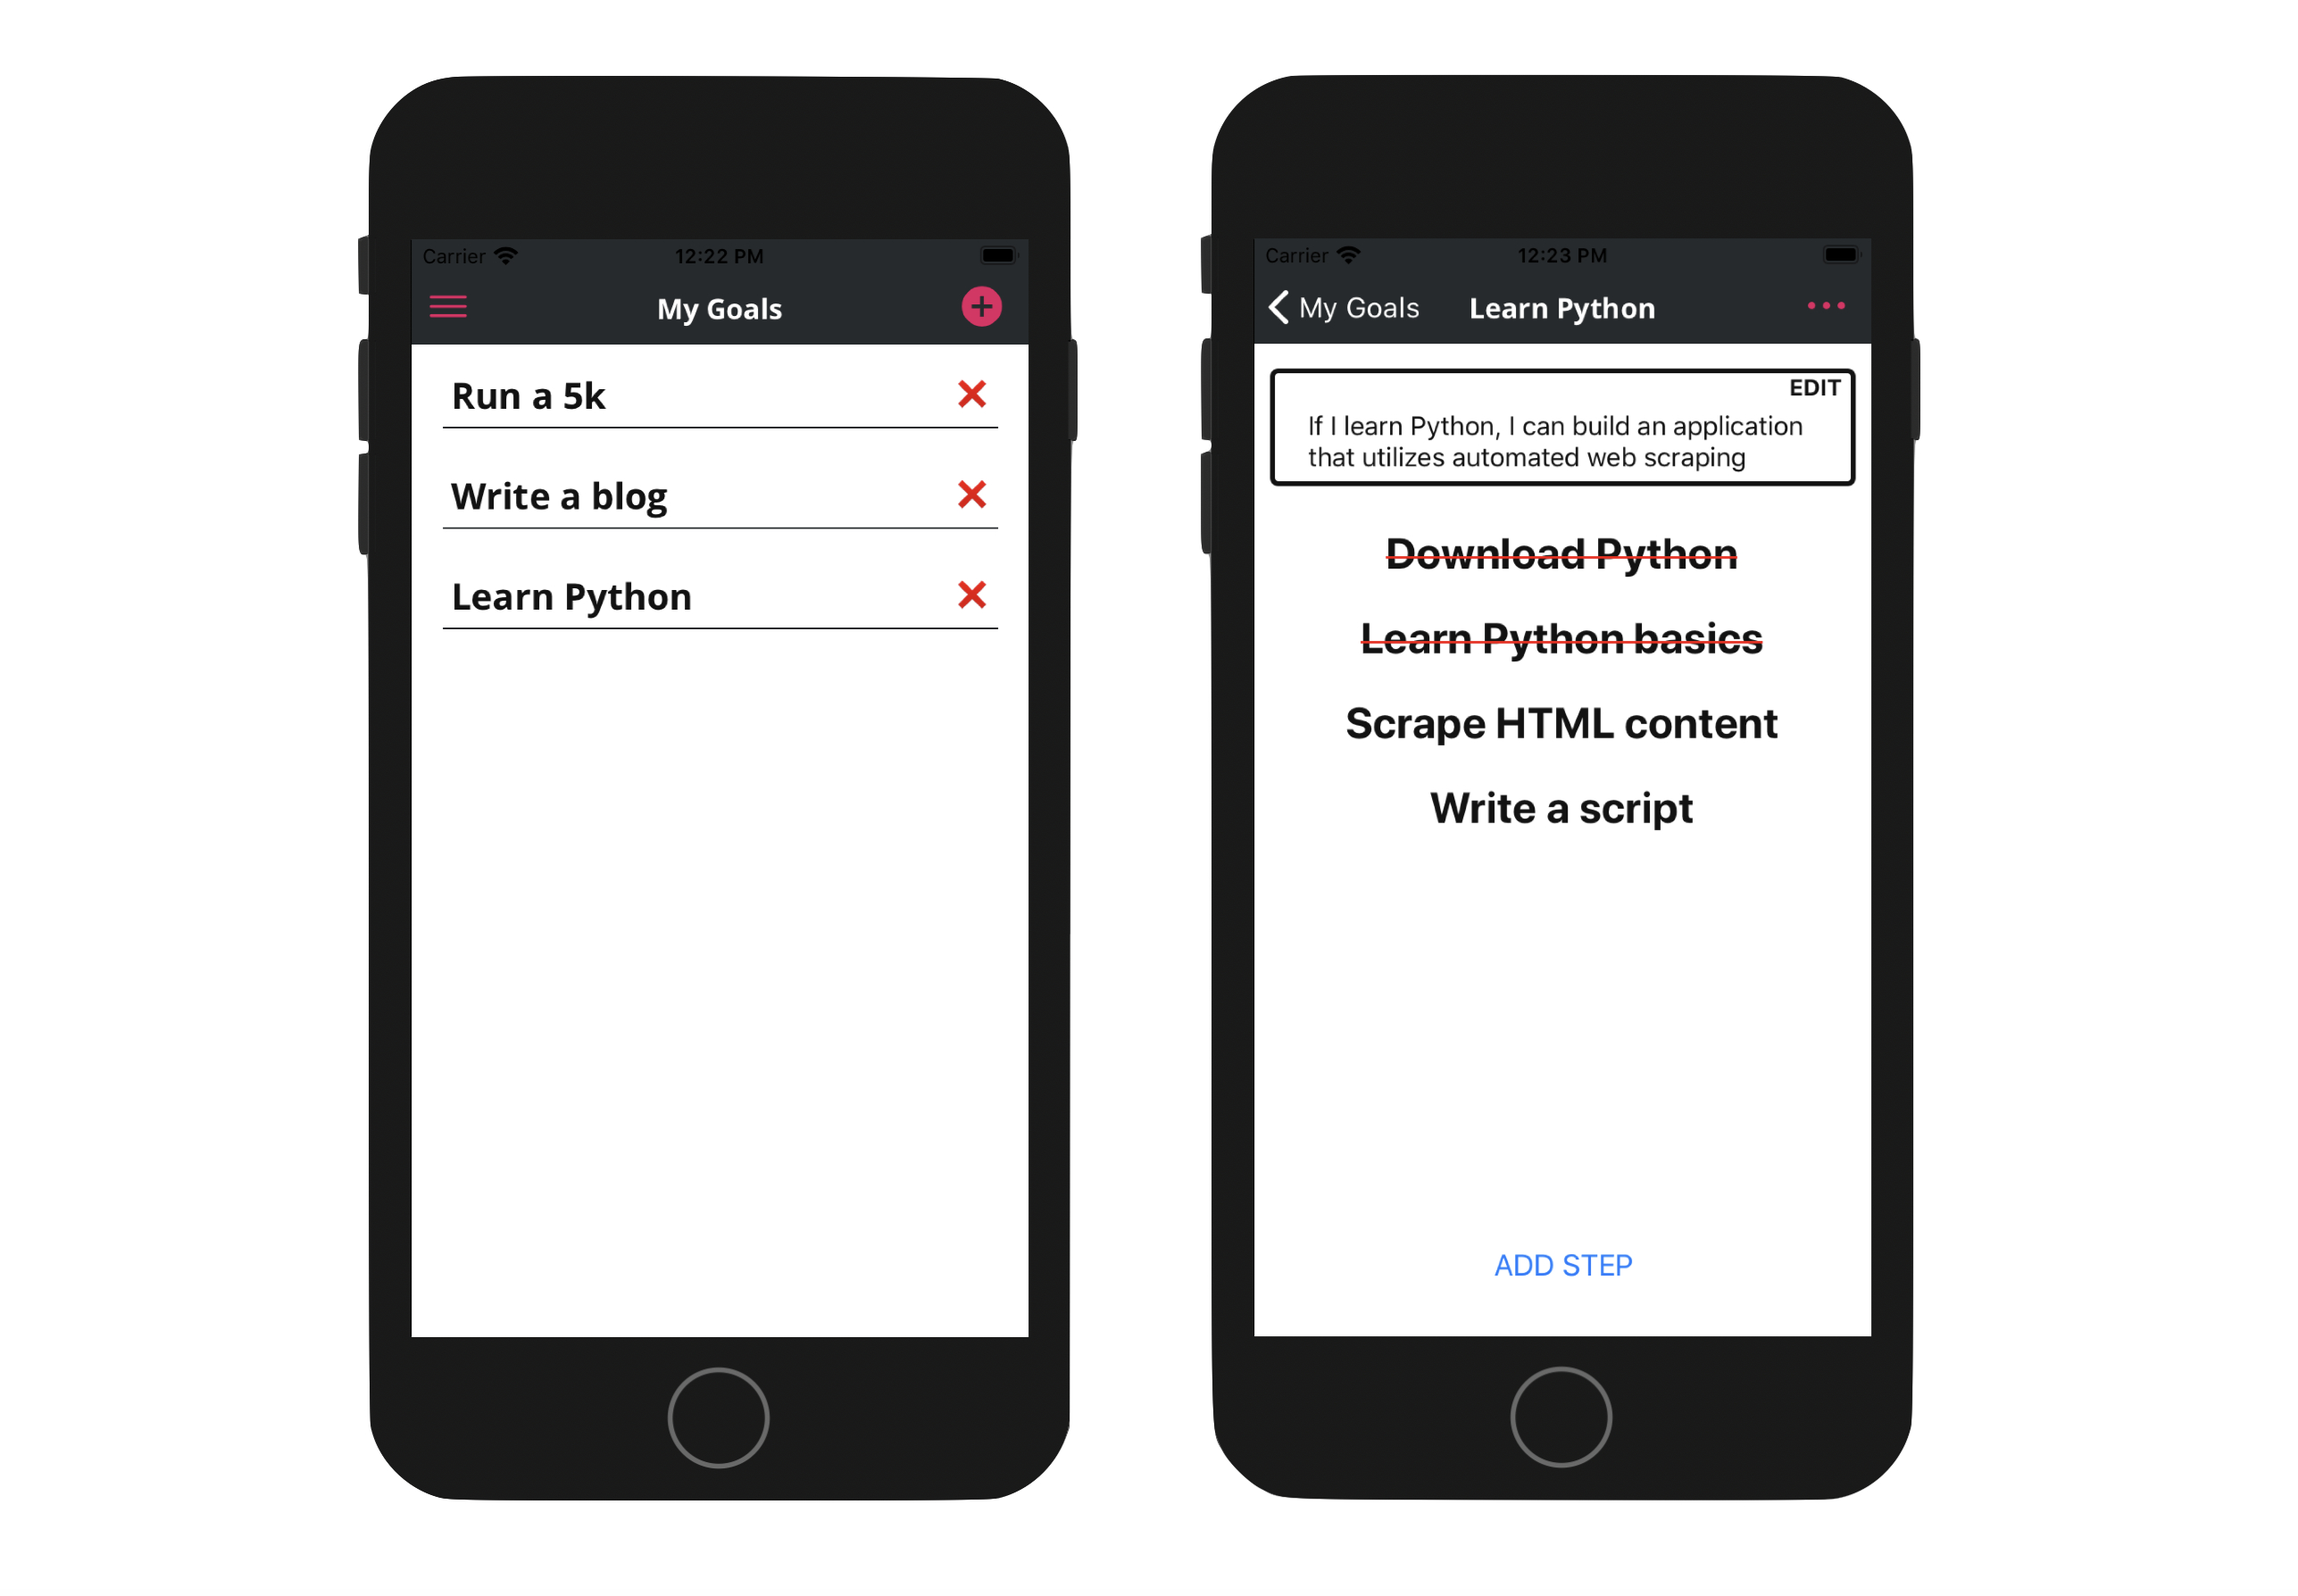 Carrier 12:22 PM
My Goals
Run a 5k
Write a blog
Learn Python
Carrier 12:23 PM
My Goals Learn Python
EDIT
If I learn Python, I can build an application
that utilizes automated web scraping
Download Python
Learn Python basics
Scrape HTML content
Write a script
ADD STEP